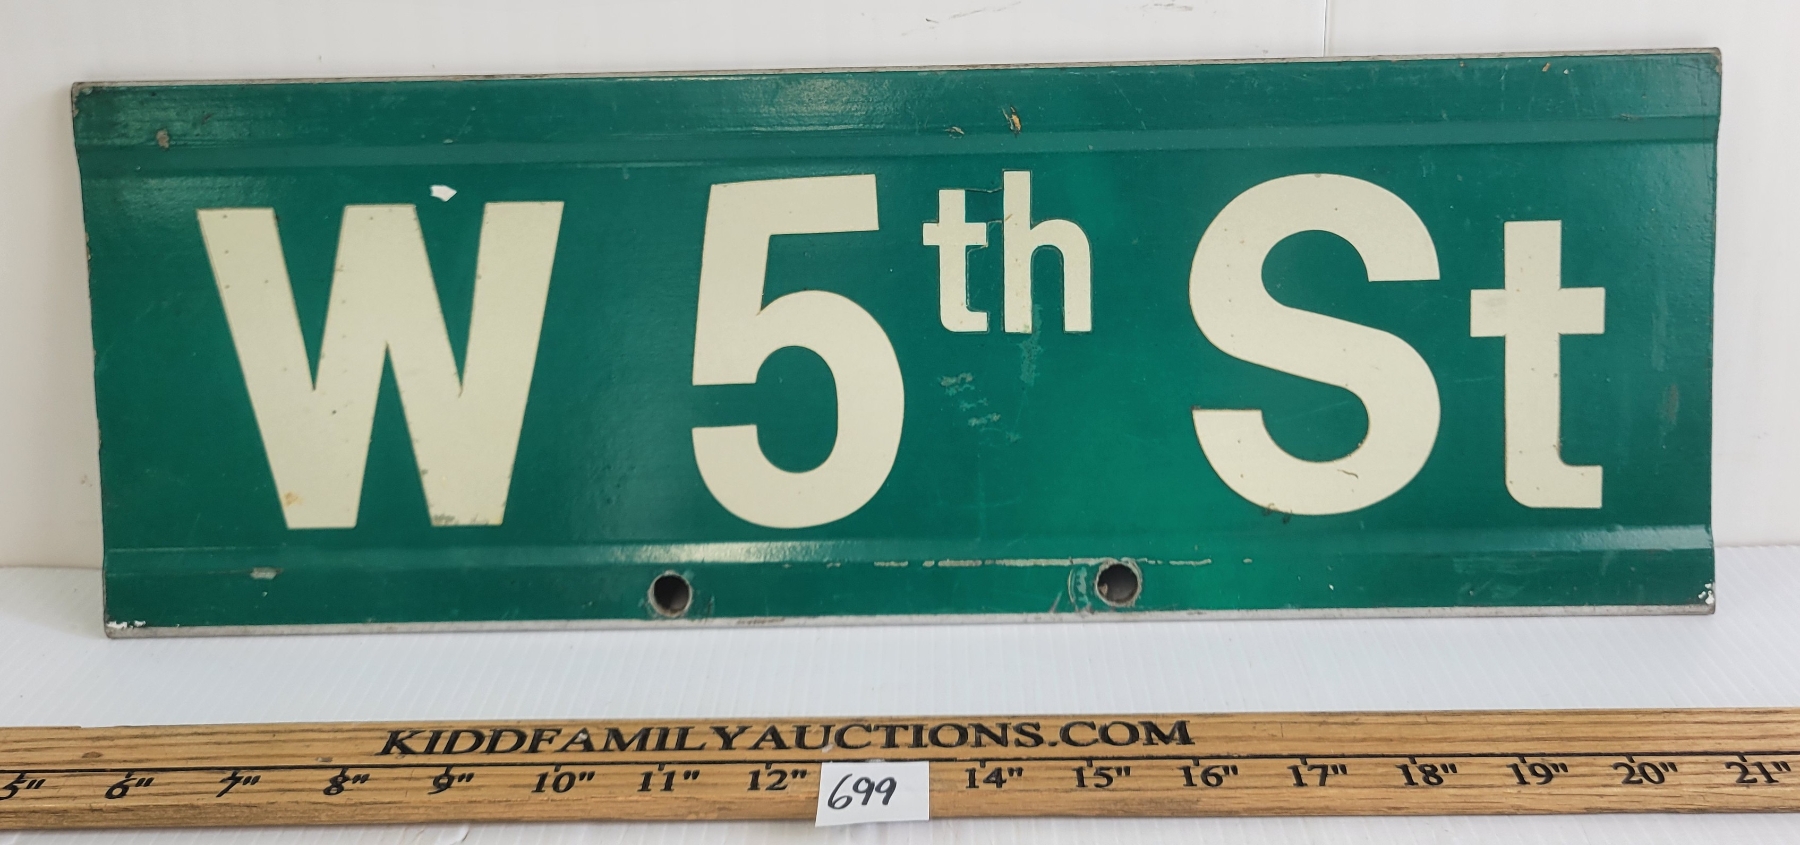 W 5th St
KIDDFAMILYAUCTIONS.COM
5" 6" 7" 8" 9" 10" 11" 12" 14" 15" 16" 17" 18" 19" 20" 21"
699